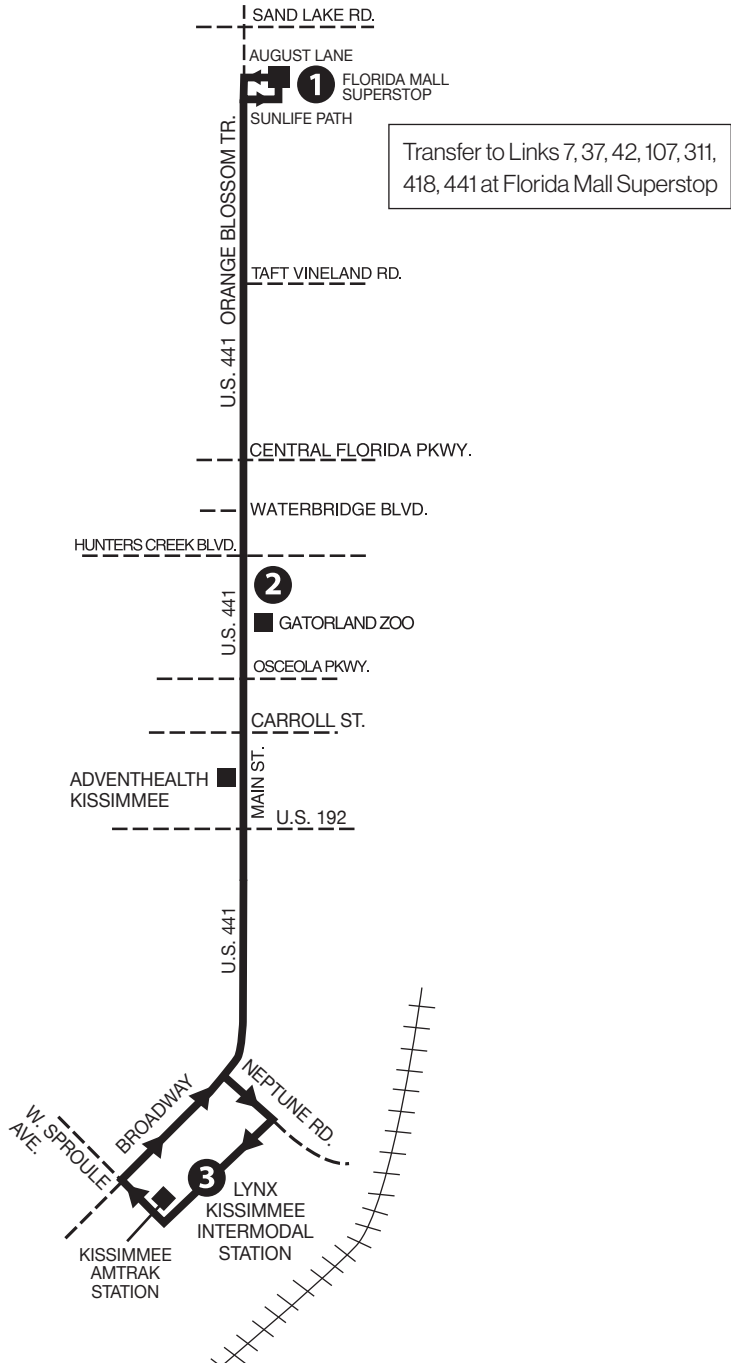 SAND LAKE RD.
AUGUST LANE
1
FLORIDA MALL
SUPERSTOP
SUNLIFE PATH
Transfer to Links 7, 37, 42, 107, 311,
418, 441 at Florida Mall Superstop
U.S. 441 ORANGE BLOSSOM TR.
TAFT VINELAND RD.
CENTRAL FLORIDA PKWY.
WATERBRIDGE BLVD.
HUNTERS CREEK BLVD.
2
U.S. 441
GATORLAND ZOO
OSCEOLA PKWY.
CARROLL ST.
ADVENTHEALTH
KISSIMMEE
MAIN ST.
U.S. 192
U.S. 441
BROADWAY
NEPTUNE RD.
W. SPROULE
AVE.
3
LYNX
KISSIMMEE
INTERMODAL
STATION
KISSIMMEE
AMTRAK
STATION